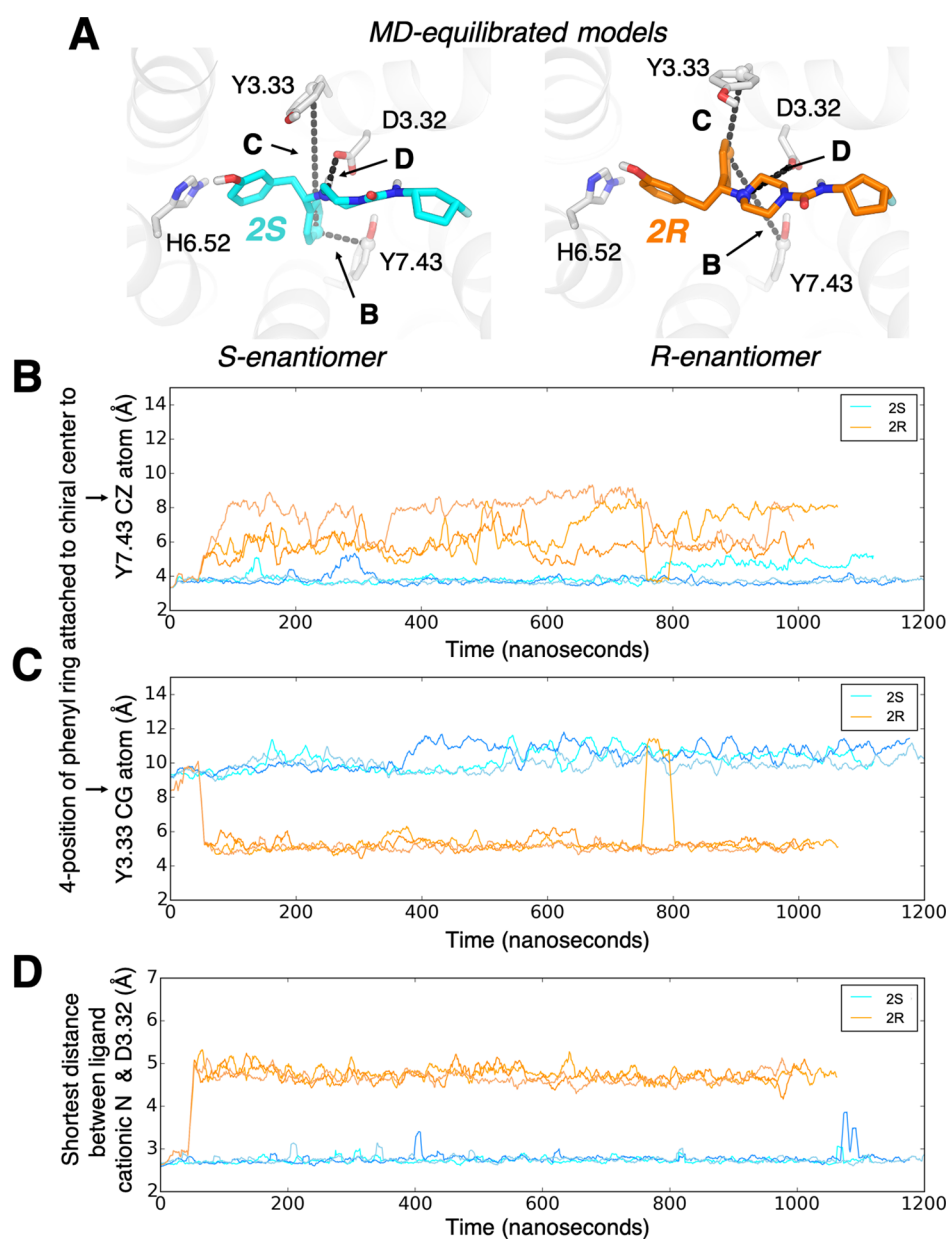 A
MD-equilibrated models
Y3.33
D3.32
C
D
2S
H6.52
Y7.43
B
S-enantiomer
Y3.33
D3.32
C
D
2R
H6.52
B
Y7.43
R-enantiomer
4-position of phenyl ring attached to chiral center to
B
Y7.43 CZ atom (Å)
14
12
10
8
6
4
2
0 200 400 600 800 1000 1200
Time (nanoseconds)
2S
2R
C
Y3.33 CG atom (Å)
14
12
10
8
6
4
2
0 200 400 600 800 1000 1200
Time (nanoseconds)
2S
2R
D
Shortest distance
between ligand
cationic N & D3.32 (Å)
7
6
5
4
3
2
0 200 400 600 800 1000 1200
Time (nanoseconds)
2S
2R